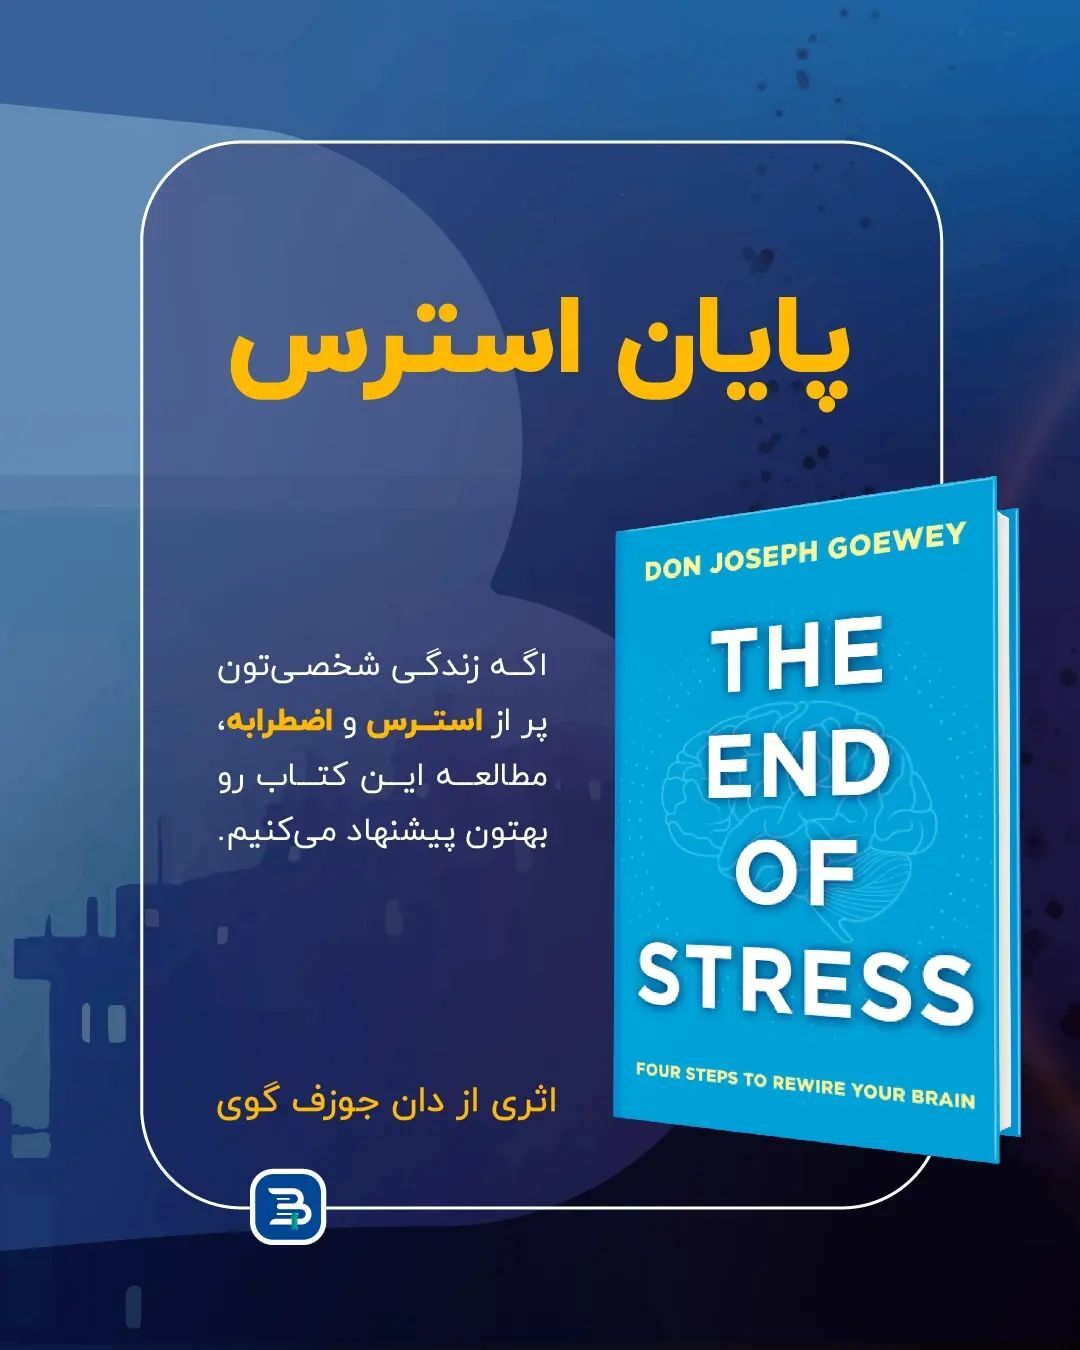 پایان استرس
اگه زندگی شخصی‌تون
پر از استرس و اضطرابه،
مطالعه این کتاب رو
بهتون پیشنهاد می‌کنیم.
اثری از دان جوزف گوی
DON JOSEPH GOEWEY
THE
END
OF
STRESS
FOUR STEPS TO REWIRE YOUR BRAIN